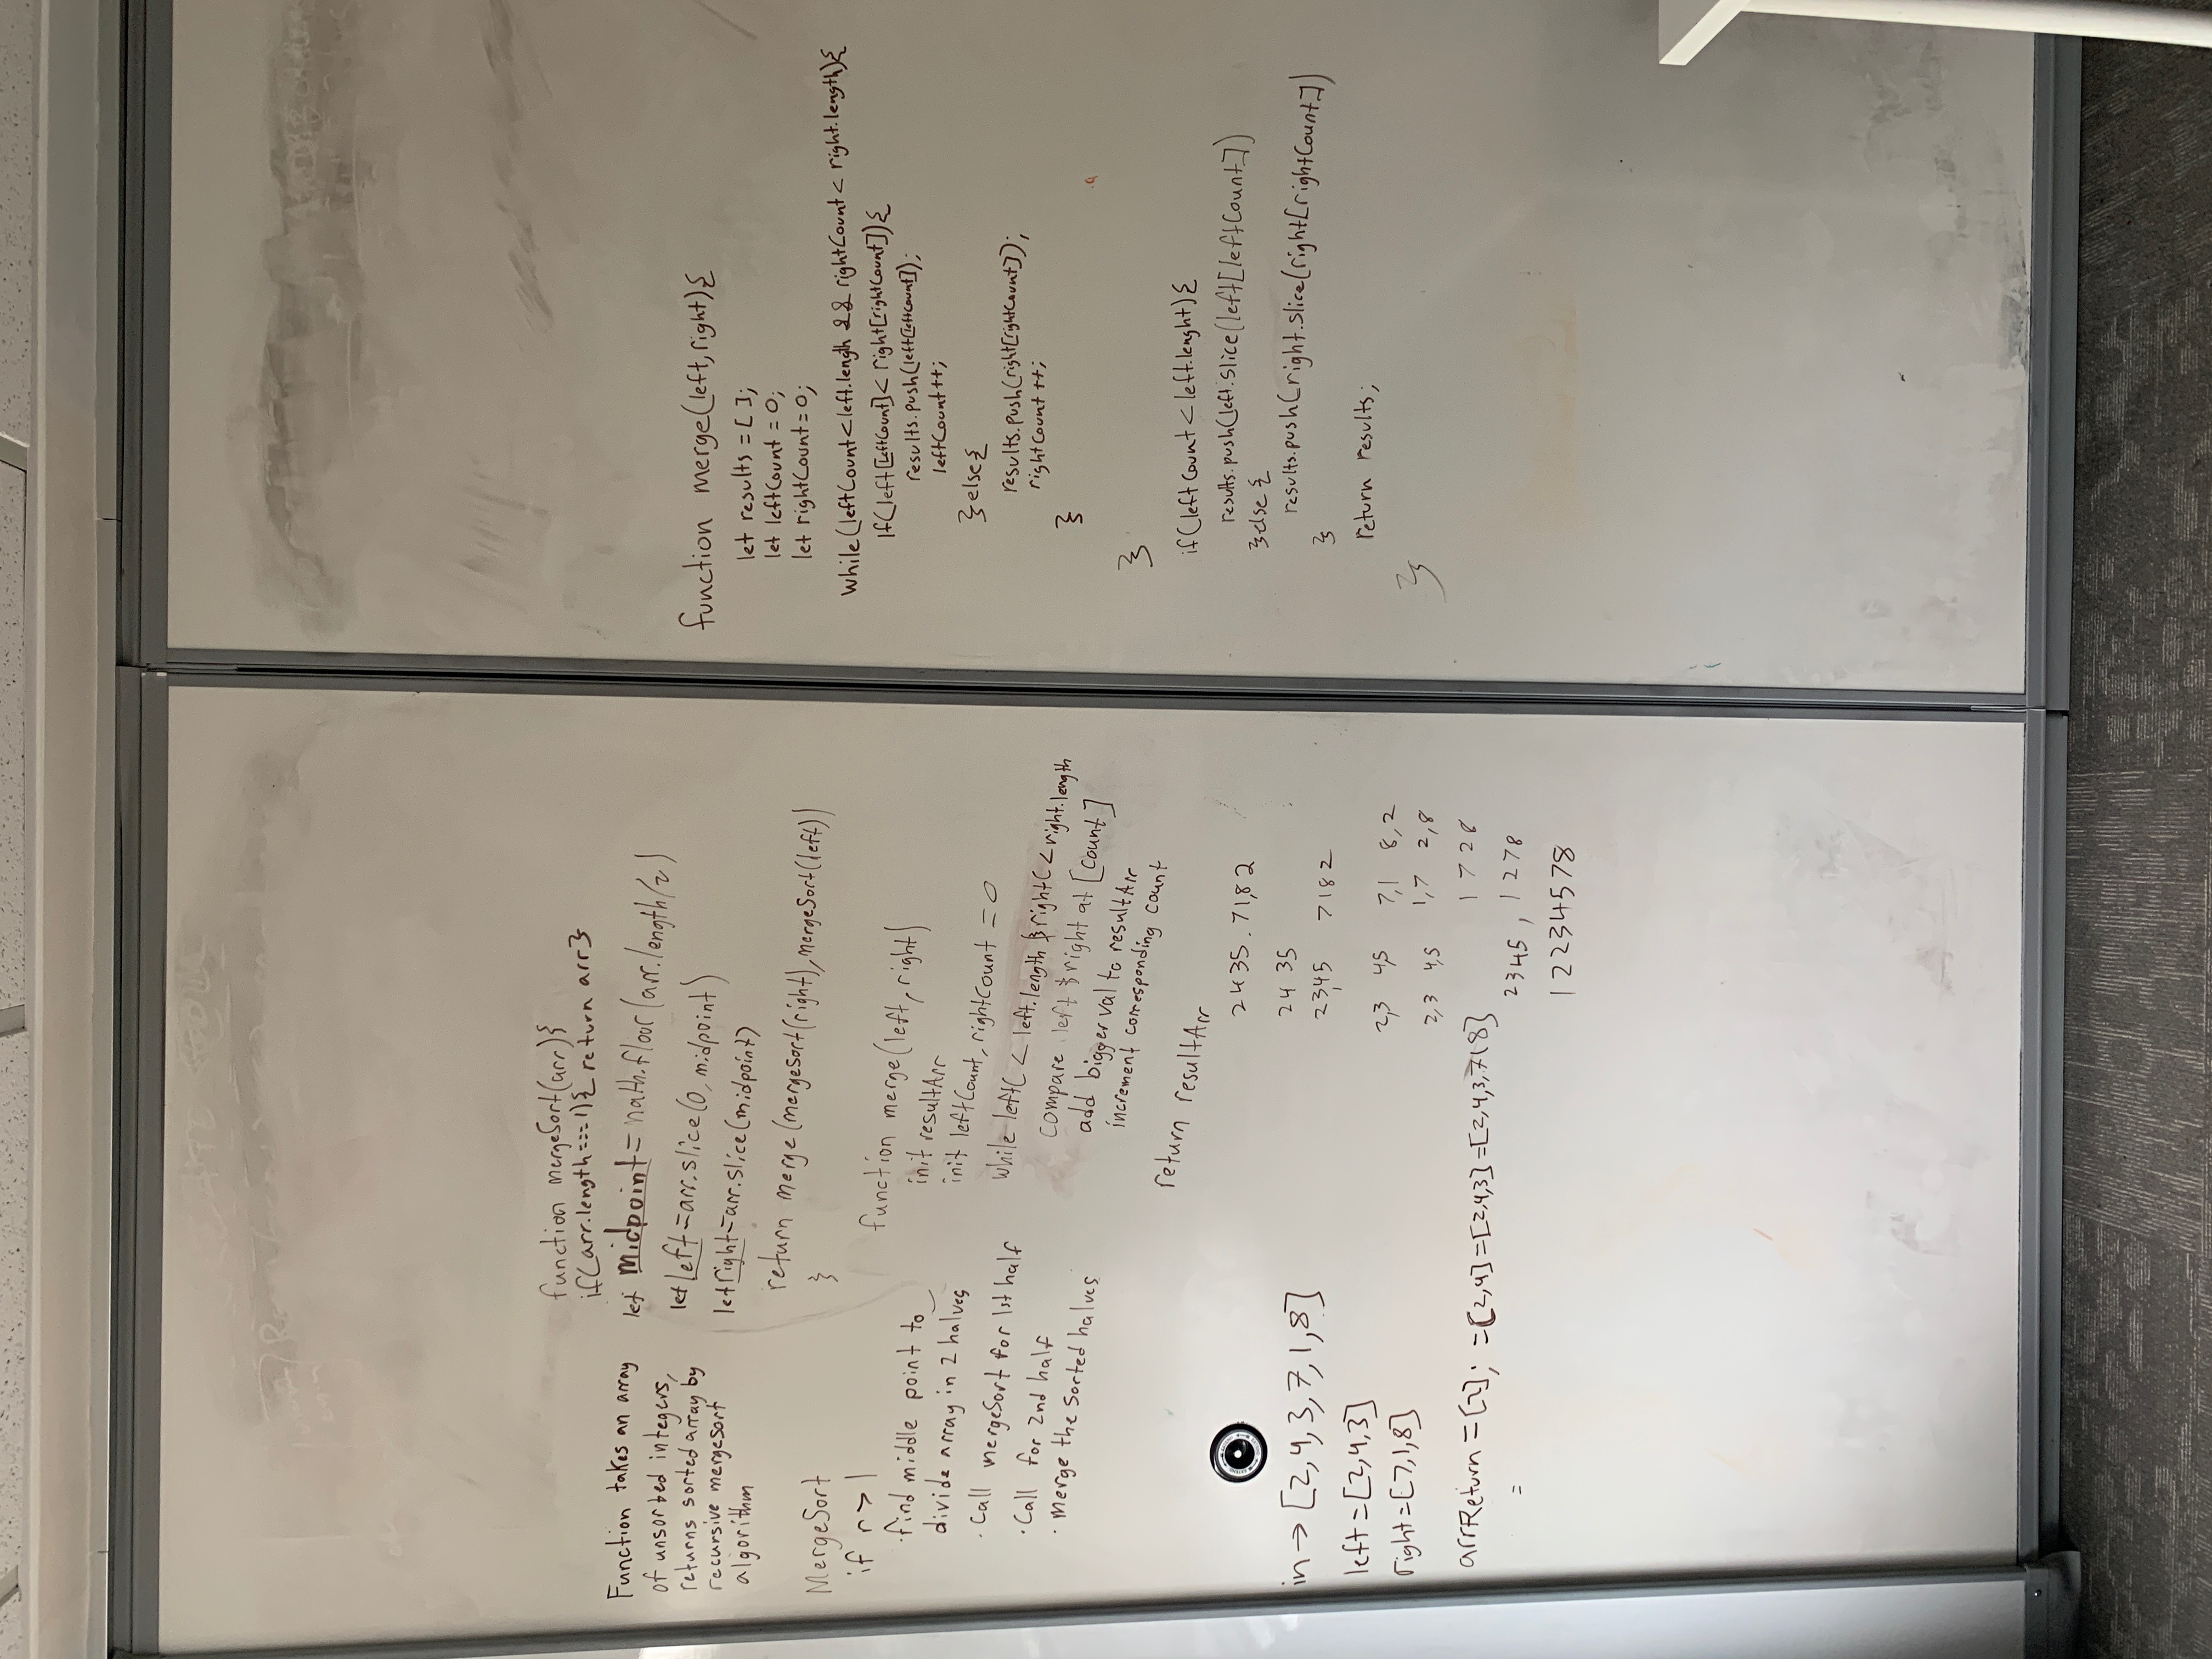 Function takes an array
of unsorbed integers,
returns sorted array by
recursive mergeSort
algorithm
MergeSort
if r > 1
· find middle point to
divide array in 2 halves
· Call mergeSort for 1st half
· Call for 2nd half
· merge the Sorted halves
in → [2,4,3,7,1,8]
left = [2,4,3]
right = [7,1,8]
arrReturn = [2]; = [2,4] = [2,4,3] = [2,4,3,7(8]
=
function mergeSort(arr){
if(arr.length===1){ return arr}
let midpoint = math.floor(arr.length/2)
let left = arr.slice(0, midpoint)
let right = arr.slice(midpoint)
return merge(mergeSort(right), mergeSort(left))
}
function merge(left, right)
init resultArr
init leftCount, rightCount = 0
while leftC < left.length & rightC < right.length
compare left & right at [count]
add bigger val to resultArr
increment corresponding count
return resultArr
2435.7182
24 35
23,45 7182
2,3 4,5 7,1 8,2
2,3 4,5 1,7 2,8
1728
2345, 1278
12234578
function merge(left, right){
let results = [ ];
let leftCount = 0;
let rightCount = 0;
while(leftCount < left.length && rightCount < right.length){
If(left[leftCount] < right[rightCount]){
results.push(left[leftcount]);
leftCount++;
}else{
results.push(right[rightCount]);
rightCount++;
}
}
if(leftCount < left.lenght){
results.push(left.slice(left[leftCount])
}else{
results.push(right.slice(right[rightCount])
}
return results;
}